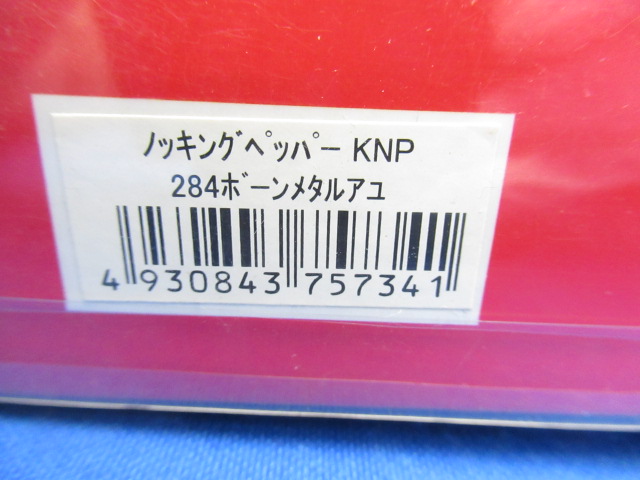 ﾉｯｷﾝｸﾞﾍﾟｯﾊﾟｰ KNP
284ﾎﾞｰﾝﾒﾀﾙｱﾕ
4 930843 757341